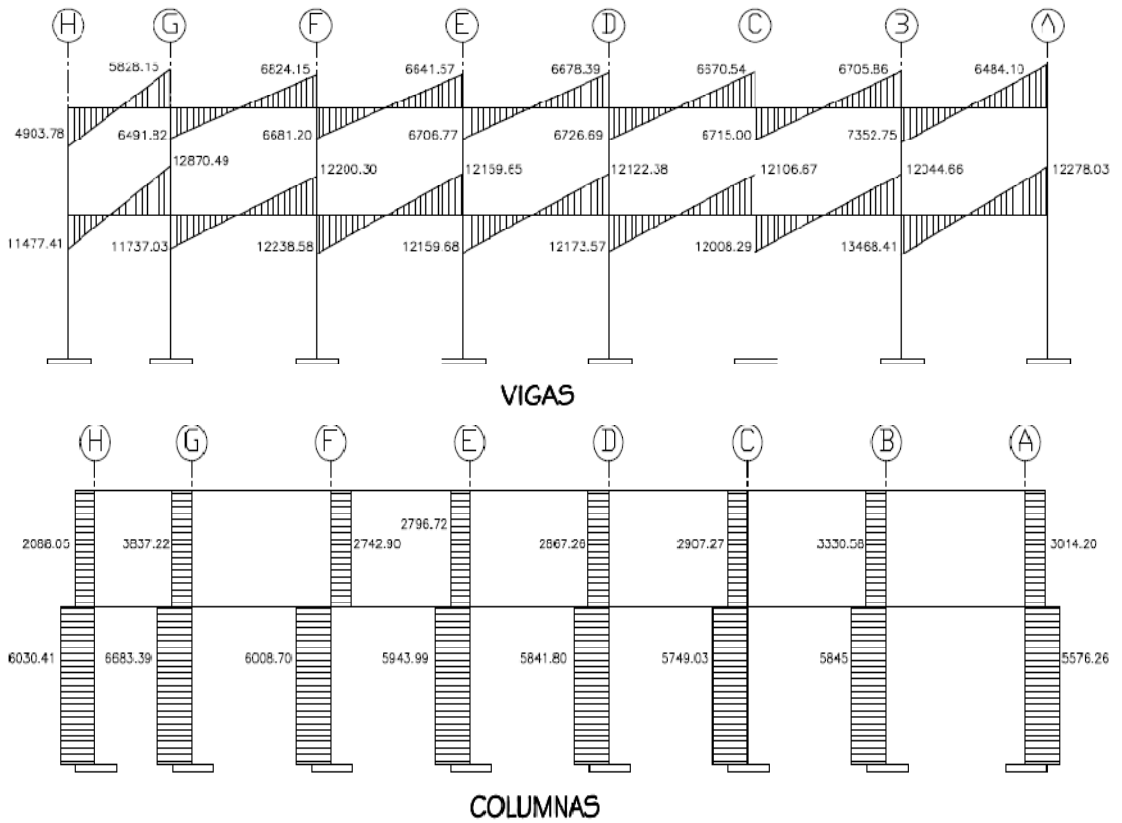 H G F E D C 3 A
5828.15 6824.15 6641.57 6678.39 6670.54 6705.86 6484.10
4903.78 6491.82 6681.20 6706.77 6726.69 6715.00 7352.75
12870.49 12200.30 12159.65 12122.38 12106.67 12044.66 12278.03
11477.41 11737.03 12238.58 12159.68 12173.57 12008.29 13468.41
VIGAS
H G F E D C B A
2088.05 3837.22 2742.90 2796.72 2867.26 2907.27 3330.58 3014.20
6030.41 6683.39 6008.70 5943.99 5841.80 5749.03 5845 5576.26
COLUMNAS